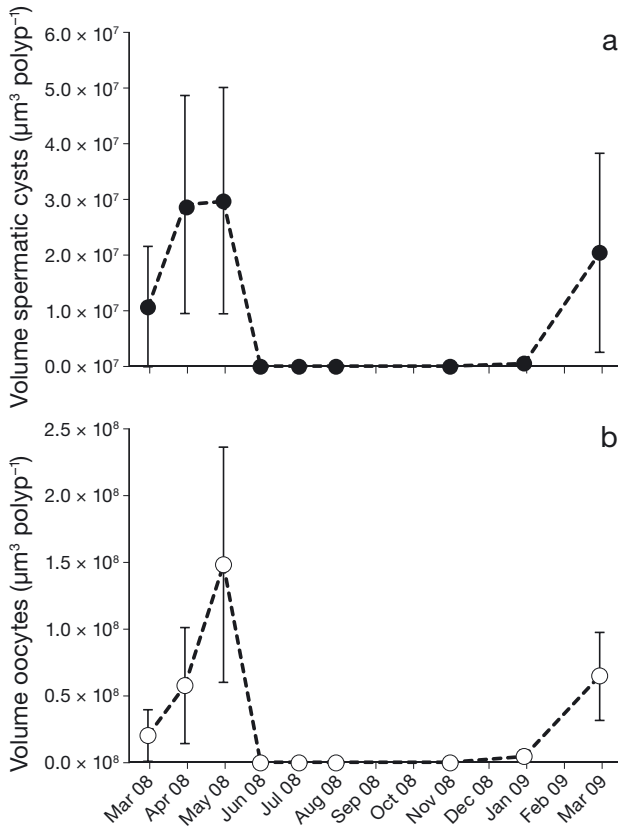 a
Volume spermatic cysts (µm³ polyp⁻¹)
6.0 × 10⁷
5.0 × 10⁷
4.0 × 10⁷
3.0 × 10⁷
2.0 × 10⁷
1.0 × 10⁷
0.0 × 10⁷
b
Volume oocytes (µm³ polyp⁻¹)
2.5 × 10⁸
2.0 × 10⁸
1.5 × 10⁸
1.0 × 10⁸
0.5 × 10⁸
0.0 × 10⁸
Mar 08
Apr 08
May 08
Jun 08
Jul 08
Aug 08
Sep 08
Oct 08
Nov 08
Dec 08
Jan 09
Feb 09
Mar 09